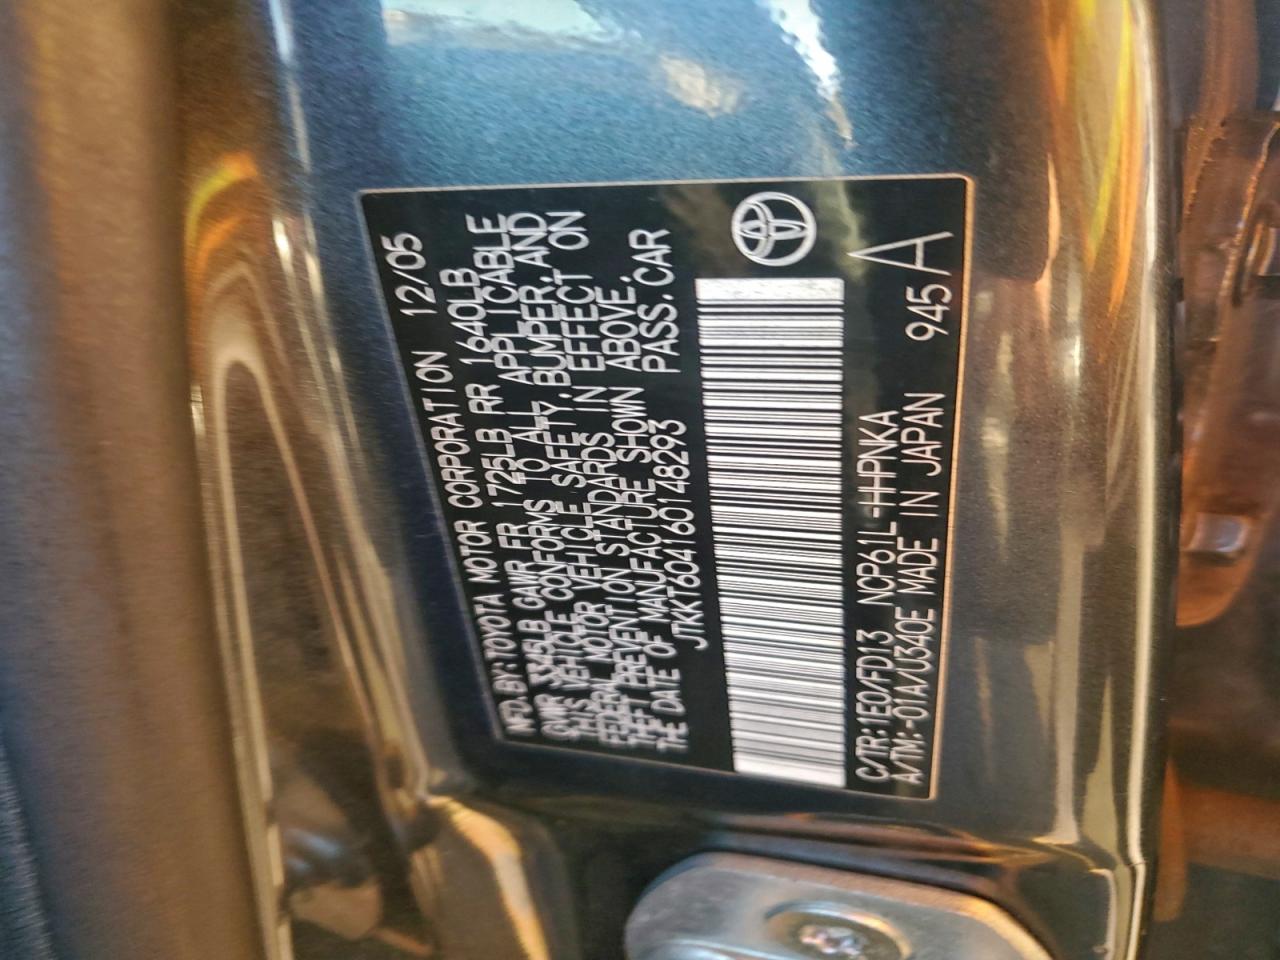 MFD.BY:TOYOTA MOTOR CORPORATION 12/05
GVWR 3345LB GAWR FR 1725LB RR 1640LB
THIS VEHICLE CONFORMS TO ALL APPLICABLE
FEDERAL MOTOR VEHICLE SAFETY,BUMPER,AND
THEFT PREVENTION STANDARDS IN EFFECT ON
THE DATE OF MANUFACTURE SHOWN ABOVE.
JTKKT604160148293 PASS.CAR
C/TR:1E0/FD13 NCP61L-HHPNKA
A/TM:-01A/U340E MADE IN JAPAN 945A